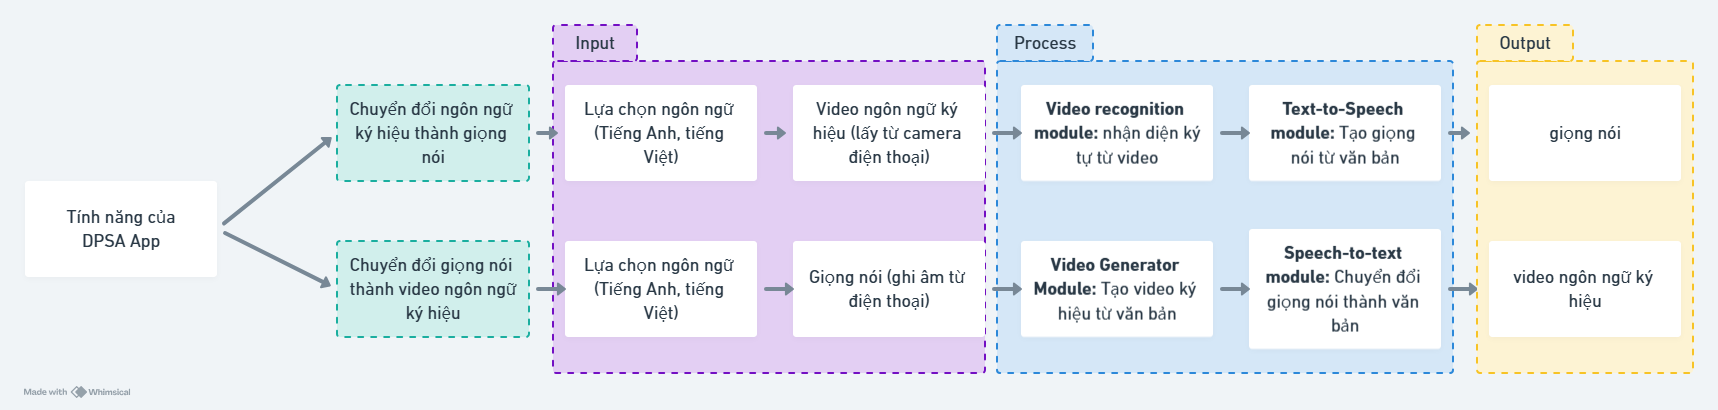 Input
Process
Output
Chuyển đổi ngôn ngữ
ký hiệu thành giọng
nói
Lựa chọn ngôn ngữ
(Tiếng Anh, tiếng
Việt)
Video ngôn ngữ ký
hiệu (lấy từ camera
điện thoại)
Video recognition
module: nhận diện ký
tự từ video
Text-to-Speech
module: Tạo giọng
nói từ văn bản
giọng nói
Tính năng của
DPSA App
Chuyển đổi giọng nói
thành video ngôn ngữ
ký hiệu
Lựa chọn ngôn ngữ
(Tiếng Anh, tiếng
Việt)
Giọng nói (ghi âm từ
điện thoại)
Video Generator
Module: Tạo video ký
hiệu từ văn bản
Speech-to-text
module: Chuyển đổi
giọng nói thành văn
bản
video ngôn ngữ ký
hiệu
Made with Whimsical